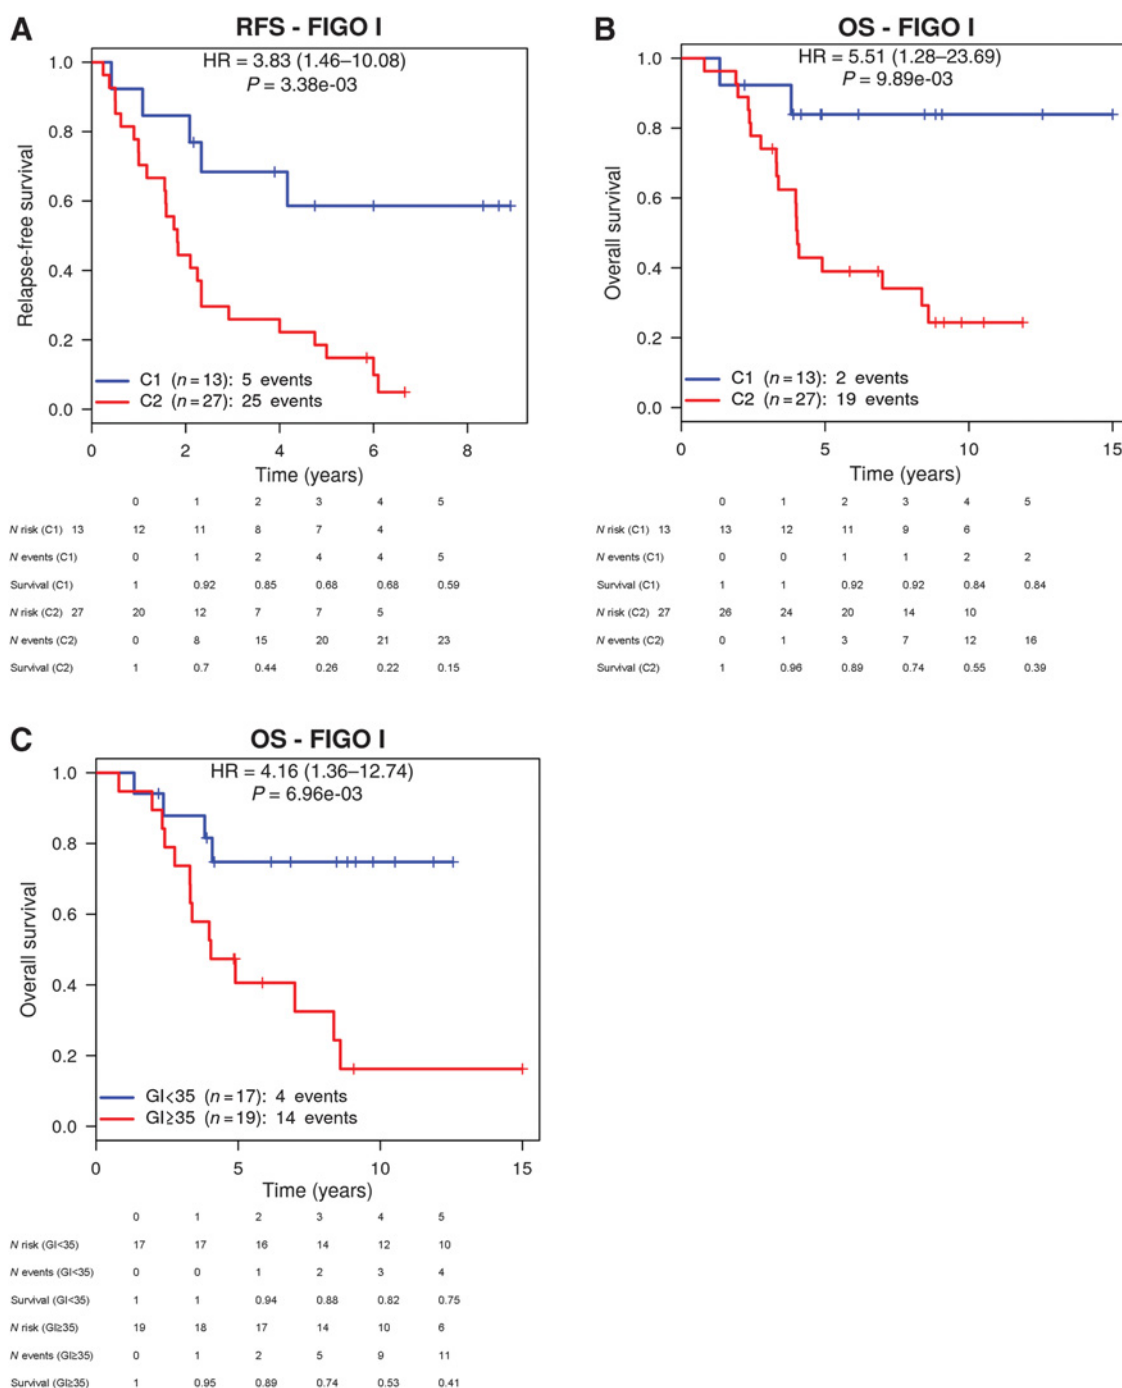 A
RFS - FIGO I
HR = 3.83 (1.46–10.08)
P = 3.38e-03
Relapse-free survival
1.0
0.8
0.6
0.4
0.2
0.0
C1 (n=13): 5 events
C2 (n=27): 25 events
0 2 4 6 8
Time (years)
0 1 2 3 4 5
N risk (C1) 13 12 11 8 7 4
N events (C1) 0 1 2 4 4 5
Survival (C1) 1 0.92 0.85 0.68 0.68 0.59
N risk (C2) 27 20 12 7 7 5
N events (C2) 0 8 15 20 21 23
Survival (C2) 1 0.7 0.44 0.26 0.22 0.15
B
OS - FIGO I
HR = 5.51 (1.28–23.69)
P = 9.89e-03
Overall survival
1.0
0.8
0.6
0.4
0.2
0.0
C1 (n=13): 2 events
C2 (n=27): 19 events
0 5 10 15
Time (years)
0 1 2 3 4 5
N risk (C1) 13 13 12 11 9 6
N events (C1) 0 0 1 1 2 2
Survival (C1) 1 1 0.92 0.92 0.84 0.84
N risk (C2) 27 26 24 20 14 10
N events (C2) 0 1 3 7 12 16
Survival (C2) 1 0.96 0.89 0.74 0.55 0.39
C
OS - FIGO I
HR = 4.16 (1.36–12.74)
P = 6.96e-03
Overall survival
1.0
0.8
0.6
0.4
0.2
0.0
GI<35 (n=17): 4 events
GI≥35 (n=19): 14 events
0 5 10 15
Time (years)
0 1 2 3 4 5
N risk (GI<35) 17 17 16 14 12 10
N events (GI<35) 0 0 1 2 3 4
Survival (GI<35) 1 1 0.94 0.88 0.82 0.75
N risk (GI≥35) 19 18 17 14 10 6
N events (GI≥35) 0 1 2 5 9 11
Survival (GI≥35) 1 0.95 0.89 0.74 0.53 0.41